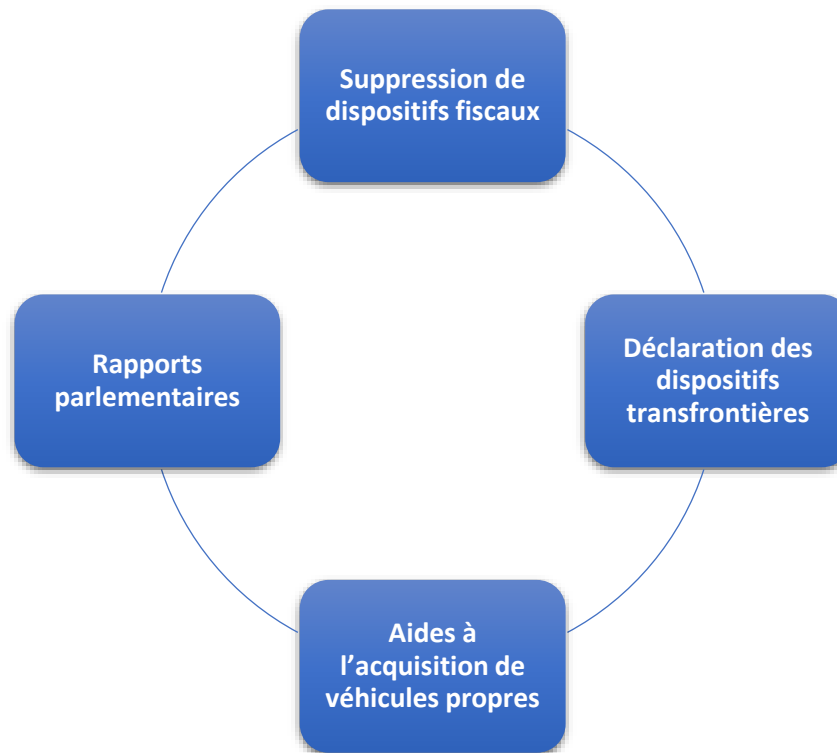 Suppression de
dispositifs fiscaux
Déclaration des
dispositifs
transfrontières
Aides à
l’acquisition de
véhicules propres
Rapports
parlementaires